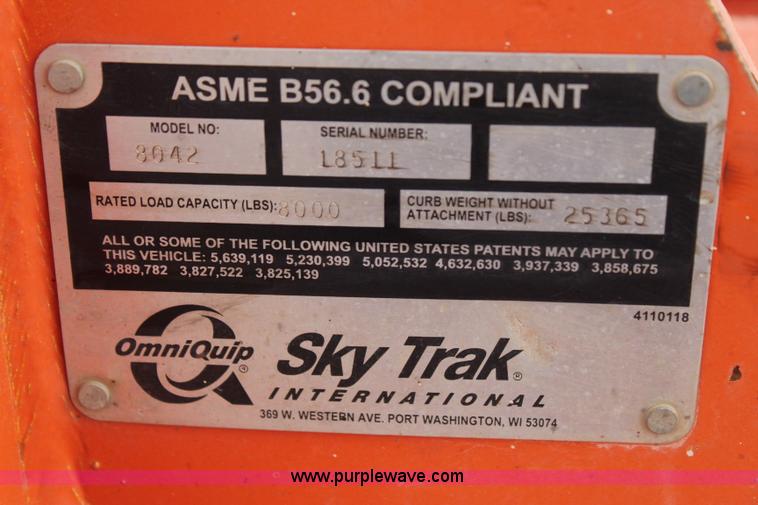 ASME B56.6 COMPLIANT
MODEL NO: SERIAL NUMBER:
8042 18511
RATED LOAD CAPACITY (LBS): 8000 CURB WEIGHT WITHOUT
ATTACHMENT (LBS): 25365
ALL OR SOME OF THE FOLLOWING UNITED STATES PATENTS MAY APPLY TO
THIS VEHICLE: 5,639,119 5,230,399 5,052,532 4,632,630 3,937,339 3,858,675
3,889,782 3,827,522 3,825,139
4110118
OmniQuip ® Sky Trak ®
INTERNATIONAL
369 W. WESTERN AVE. PORT WASHINGTON, WI 53074
www.purplewave.com